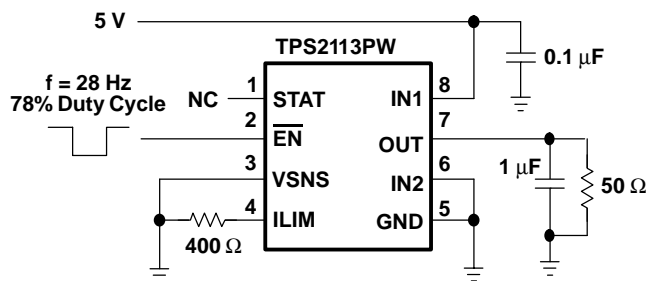 5 V
TPS2113PW
0.1 µF
f = 28 Hz
78% Duty Cycle
NC
1
STAT
IN1
8
2
EN
OUT
7
3
VSNS
IN2
6
1 µF
50 Ω
4
ILIM
GND
5
400 Ω